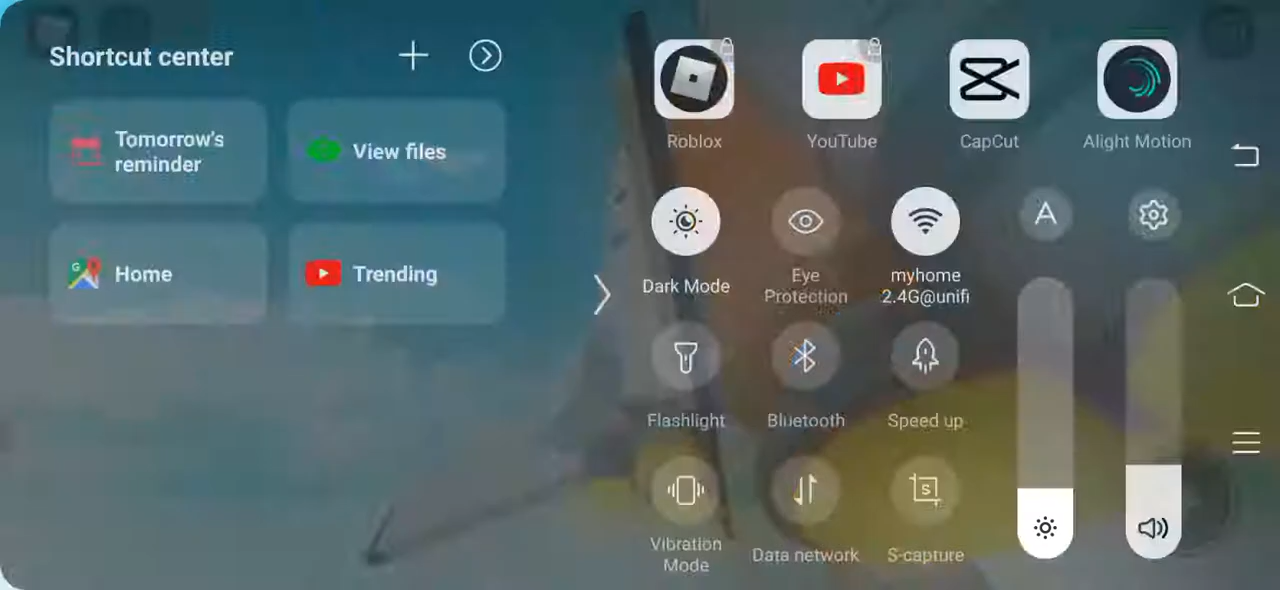 Shortcut center
Tomorrow's
reminder
View files
Home
Trending
Roblox
YouTube
CapCut
Alight Motion
Dark Mode
Eye
Protection
myhome
2.4G@unifi
A
Flashlight
Bluetooth
Speed up
Vibration
Mode
Data network
S
S-capture